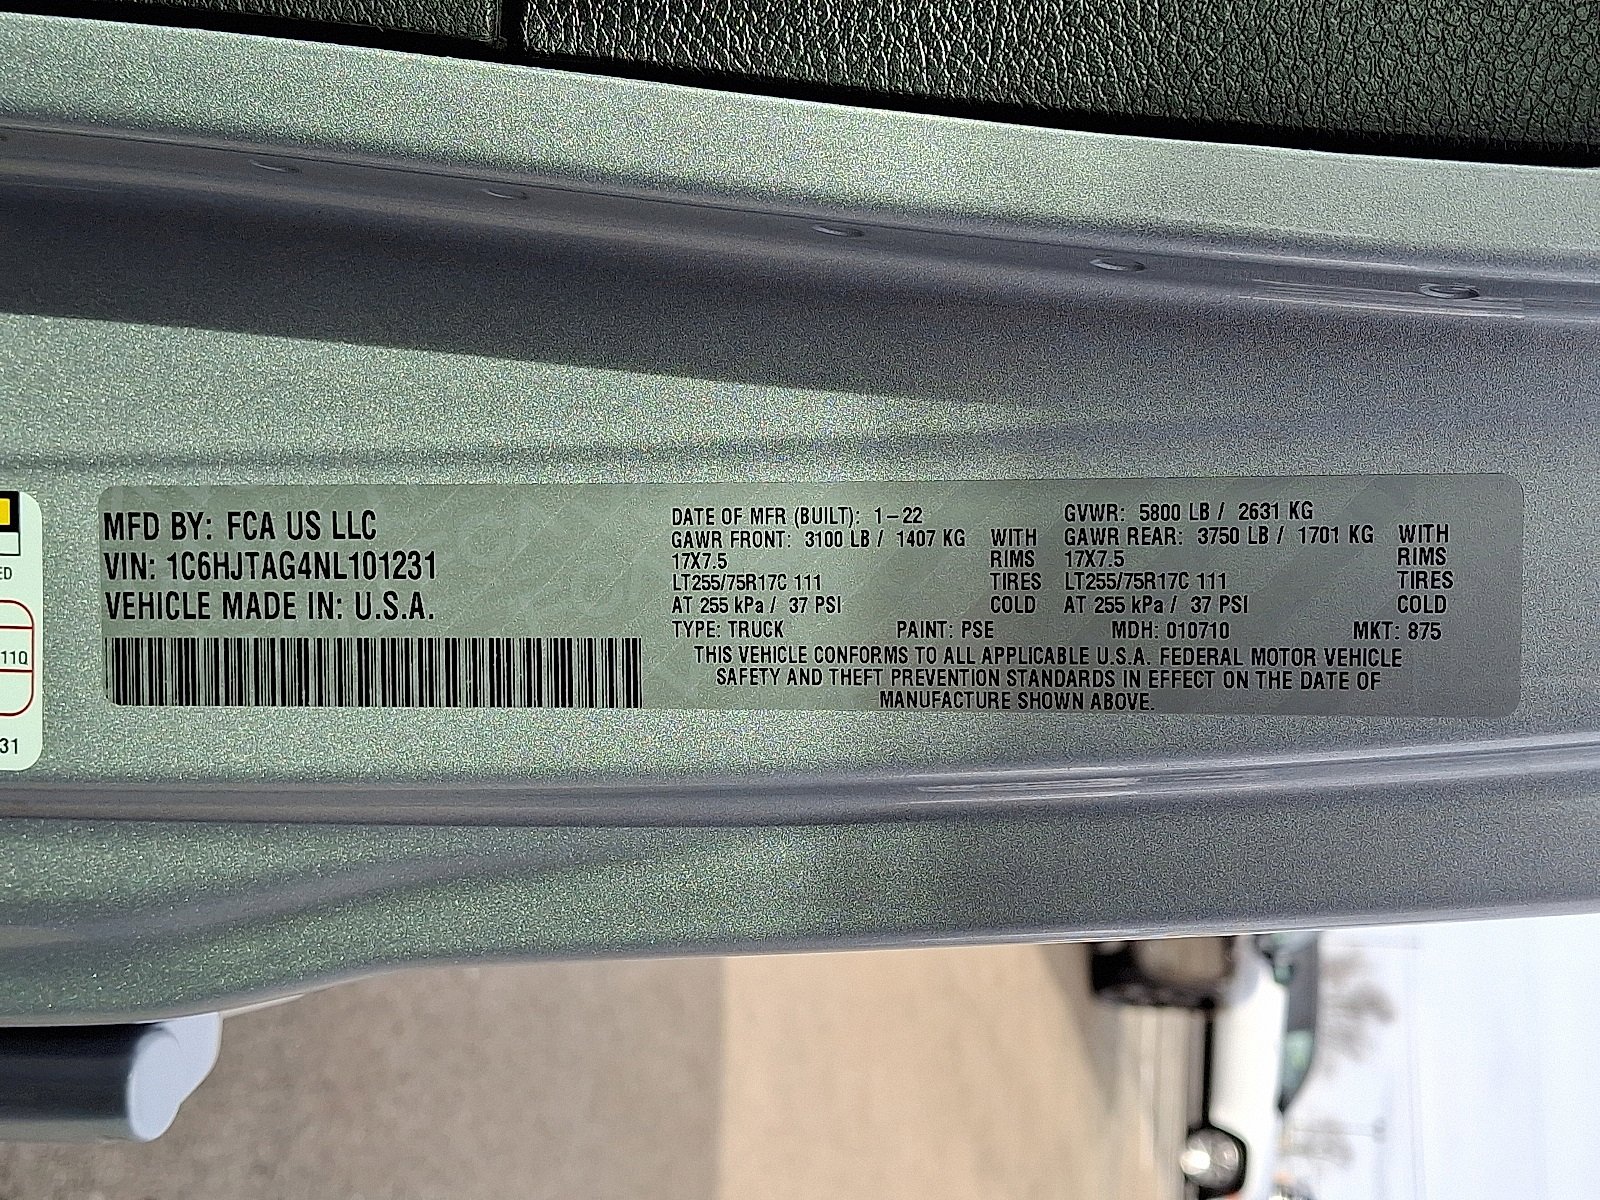 MFD BY: FCA US LLC
VIN: 1C6HJTAG4NL101231
VEHICLE MADE IN: U.S.A.
DATE OF MFR (BUILT): 1-22 GVWR: 5800 LB / 2631 KG
GAWR FRONT: 3100 LB / 1407 KG WITH GAWR REAR: 3750 LB / 1701 KG WITH
17X7.5 RIMS 17X7.5 RIMS
LT255/75R17C 111 TIRES LT255/75R17C 111 TIRES
AT 255 kPa / 37 PSI COLD AT 255 kPa / 37 PSI COLD
TYPE: TRUCK PAINT: PSE MDH: 010710 MKT: 875
THIS VEHICLE CONFORMS TO ALL APPLICABLE U.S.A. FEDERAL MOTOR VEHICLE
SAFETY AND THEFT PREVENTION STANDARDS IN EFFECT ON THE DATE OF
MANUFACTURE SHOWN ABOVE.